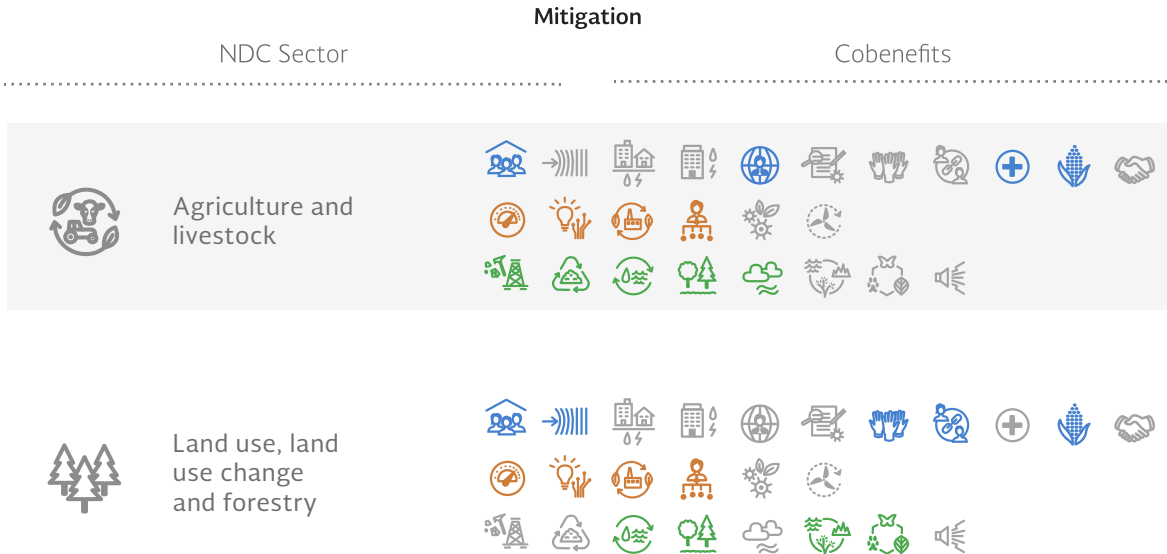 Mitigation
NDC Sector
Cobenefits
Agriculture and
livestock
Land use, land
use change
and forestry